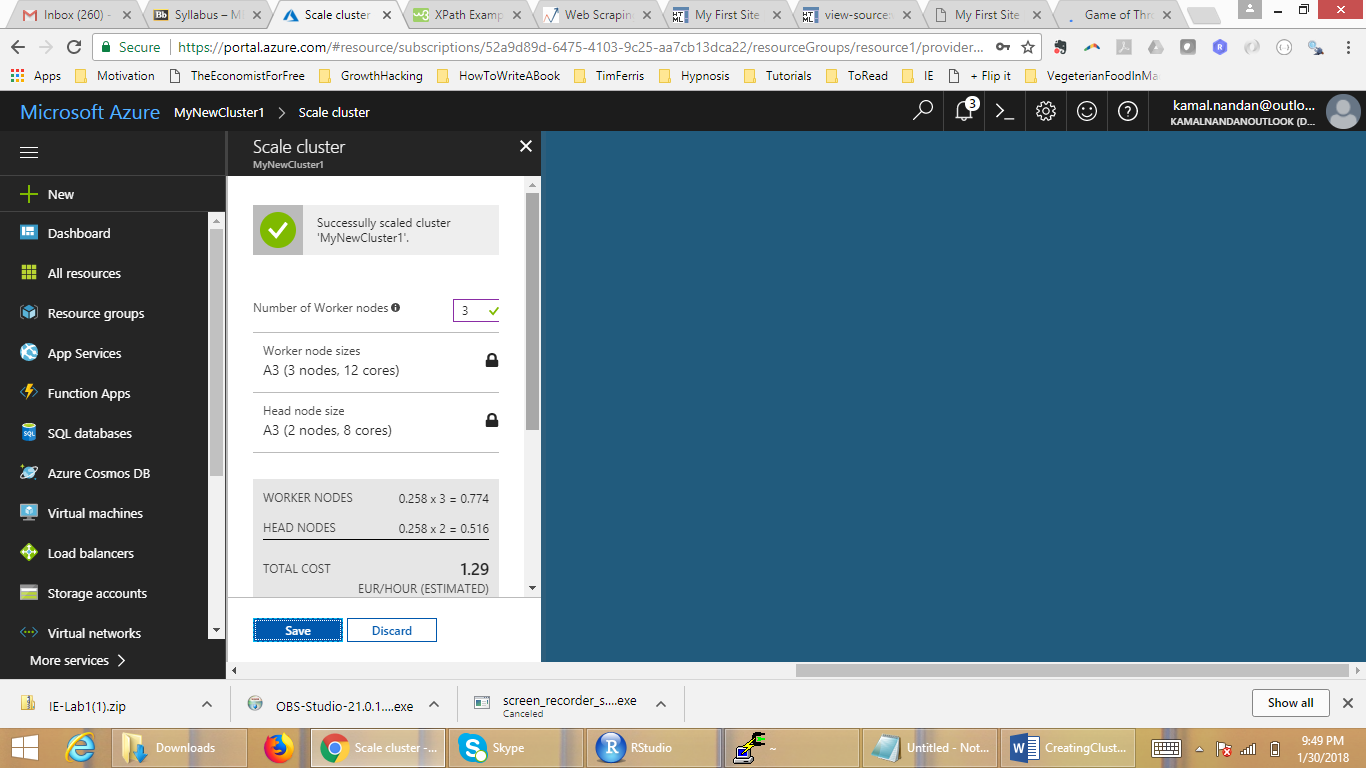 Inbox (260) -
Syllabus – MI
Scale cluster
XPath Examp
Web Scrapin
My First Site
view-source:
My First Site
Game of Thro
Secure
https://portal.azure.com/#resource/subscriptions/52a9d89d-6475-4103-9c25-aa7cb13dca22/resourceGroups/resource1/provider...
Apps
Motivation
TheEconomistForFree
GrowthHacking
HowToWriteABook
TimFerris
Hypnosis
Tutorials
ToRead
IE
+ Flip it
VegeterianFoodInMa
Microsoft Azure
MyNewCluster1
Scale cluster
3
kamal.nandan@outlo...
KAMALNANDANOUTLOOK (D...
New
Dashboard
All resources
Resource groups
App Services
Function Apps
SQL databases
Azure Cosmos DB
Virtual machines
Load balancers
Storage accounts
Virtual networks
More services
Scale cluster
MyNewCluster1
Successully scaled cluster
'MyNewCluster1'.
Number of Worker nodes
3
Worker node sizes
A3 (3 nodes, 12 cores)
Head node size
A3 (2 nodes, 8 cores)
WORKER NODES 0.258 x 3 = 0.774
HEAD NODES 0.258 x 2 = 0.516
TOTAL COST 1.29
EUR/HOUR (ESTIMATED)
Save
Discard
IE-Lab1(1).zip
OBS-Studio-21.0.1....exe
screen_recorder_s....exe
Canceled
Show all
Downloads
Scale cluster -...
Skype
RStudio
~
Untitled - Not...
CreatingClust...
9:49 PM
1/30/2018